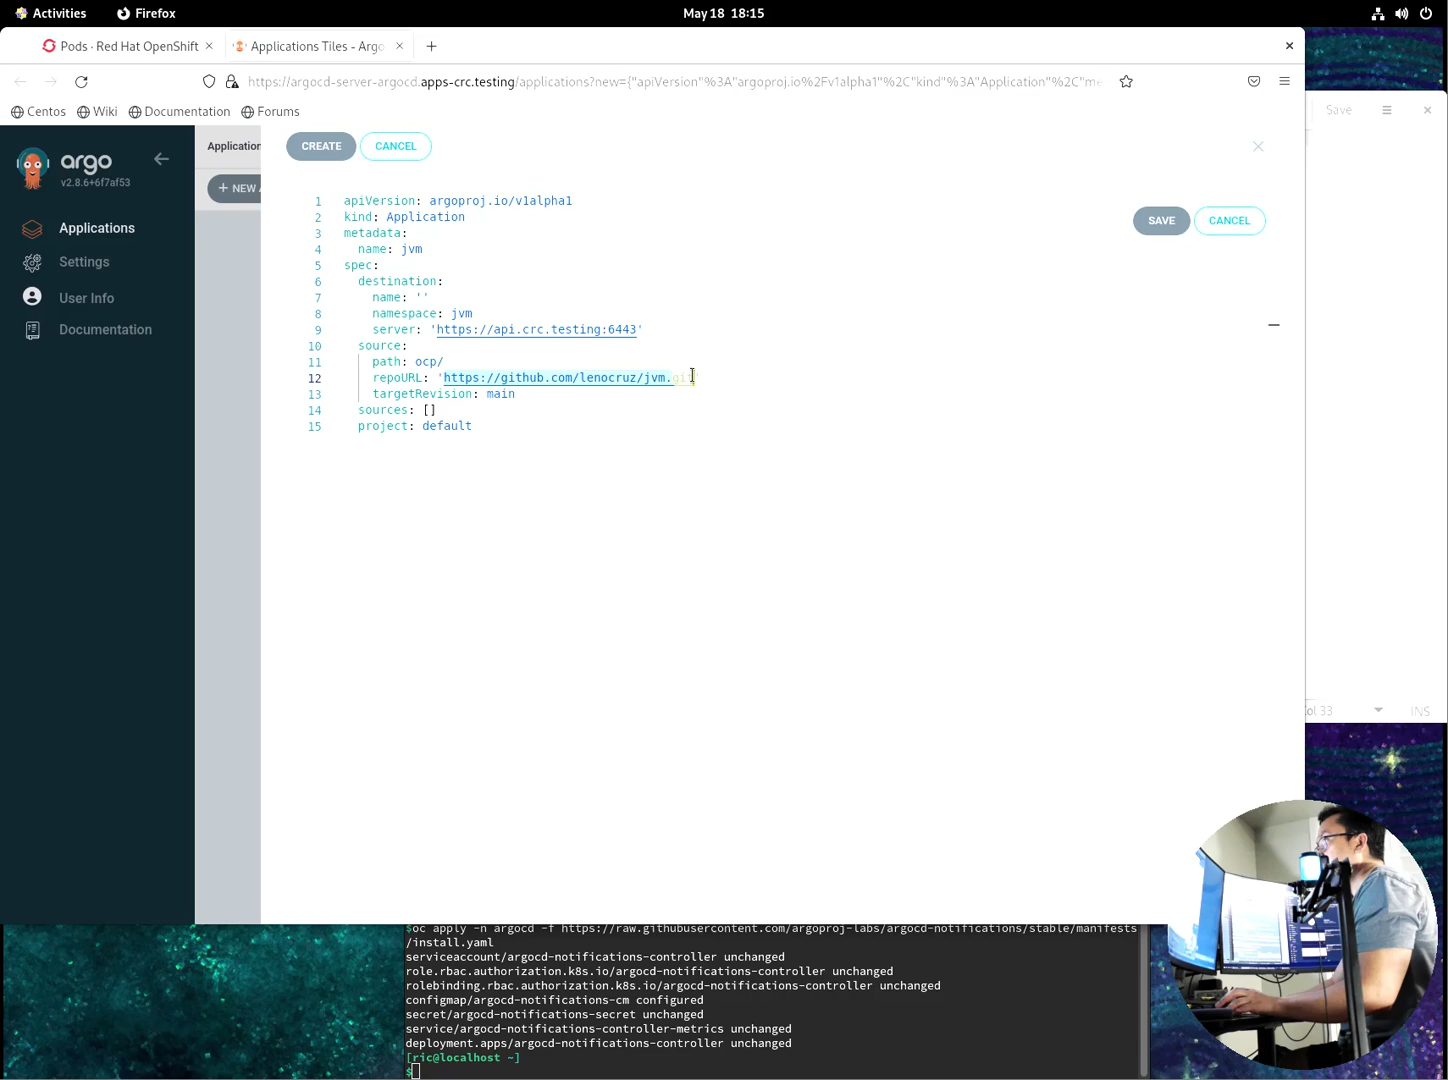 Activities
Firefox
May 18 18:15
Pods · Red Hat OpenShift
Applications Tiles - Argo
https://argocd-server-argocd.apps-crc.testing/applications?new={"apiVersion"%3A"argoproj.io%2Fv1alpha1"%2C"kind"%3A"Application"%2C"me
Centos
Wiki
Documentation
Forums
Save
argo
v2.8.6+6f7af53
Applications
Settings
User Info
Documentation
Application
+ NEW
CREATE
CANCEL
SAVE
CANCEL
1 apiVersion: argoproj.io/v1alpha1
2 kind: Application
3 metadata:
4 name: jvm
5 spec:
6 destination:
7 name: ''
8 namespace: jvm
9 server: 'https://api.crc.testing:6443'
10 source:
11 path: ocp/
12 repoURL: 'https://github.com/lenocruz/jvm.git'
13 targetRevision: main
14 sources: []
15 project: default
Col 33
INS
$oc apply -n argocd -f https://raw.githubusercontent.com/argoproj-labs/argocd-notifications/stable/manifests
/install.yaml
serviceaccount/argocd-notifications-controller unchanged
role.rbac.authorization.k8s.io/argocd-notifications-controller unchanged
rolebinding.rbac.authorization.k8s.io/argocd-notifications-controller unchanged
configmap/argocd-notifications-cm configured
secret/argocd-notifications-secret unchanged
service/argocd-notifications-controller-metrics unchanged
deployment.apps/argocd-notifications-controller unchanged
[ric@localhost ~]
$